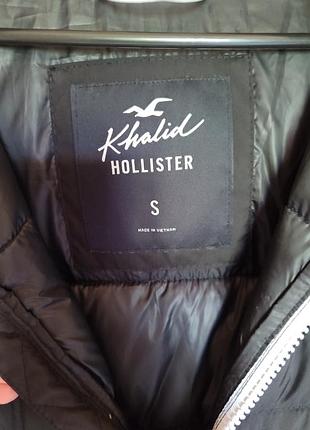 Khalid
HOLLISTER
S
MADE IN VIETNAM